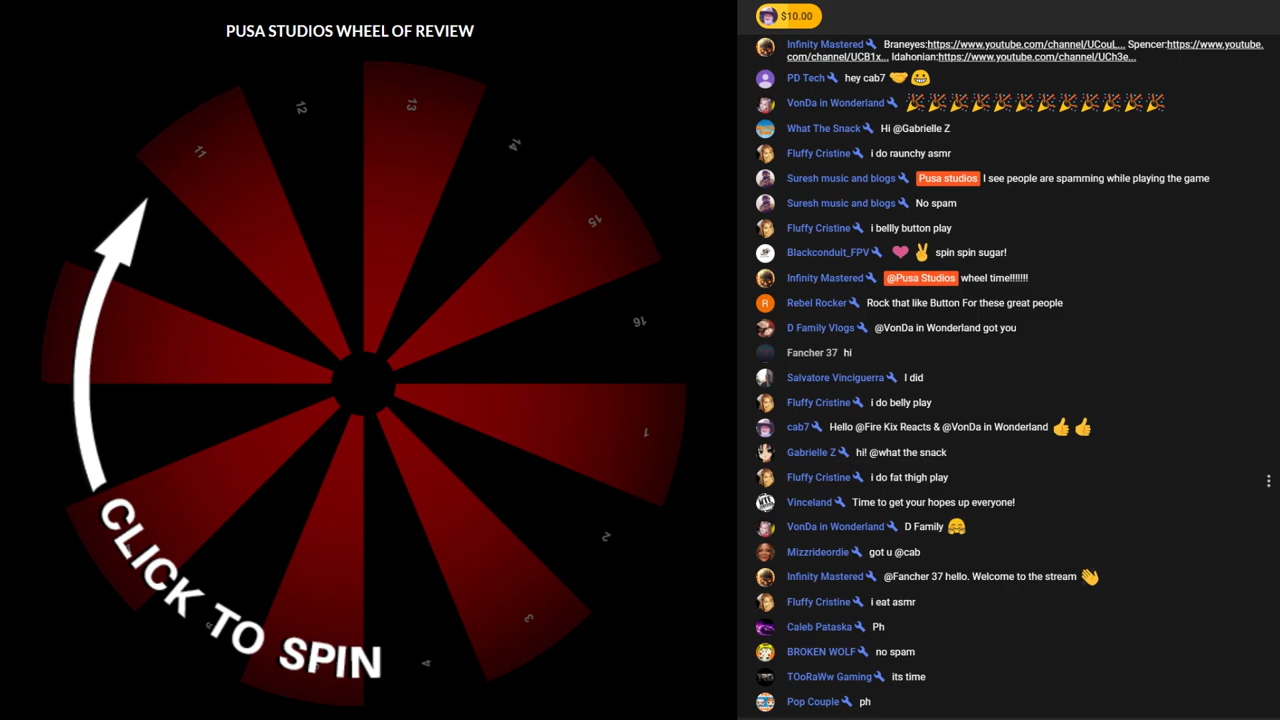 PUSA STUDIOS WHEEL OF REVIEW
11
12
13
14
15
16
1
2
3
4
CLICK TO SPIN
$10.00
Infinity Mastered Braneyes:https://www.youtube.com/channel/UCouL... Spencer:https://www.youtube.
com/channel/UCB1x... Idahonian:https://www.youtube.com/channel/UCh3e...
PD Tech hey cab7
VonDa in Wonderland
What The Snack Hi @Gabrielle Z
Fluffy Cristine i do raunchy asmr
Suresh music and blogs Pusa studios I see people are spamming while playing the game
Suresh music and blogs No spam
Fluffy Cristine i bellly button play
Blackconduit_FPV spin spin sugar!
Infinity Mastered @Pusa Studios wheel time!!!!!!!
R
Rebel Rocker Rock that like Button For these great people
D Family Vlogs @VonDa in Wonderland got you
Fancher 37 hi
Salvatore Vinciguerra I did
Fluffy Cristine i do belly play
cab7 Hello @Fire Kix Reacts & @VonDa in Wonderland
Gabrielle Z hi! @what the snack
Fluffy Cristine i do fat thigh play
Vinceland Time to get your hopes up everyone!
VonDa in Wonderland D Family
Mizzrideordie got u @cab
Infinity Mastered @Fancher 37 hello. Welcome to the stream
Fluffy Cristine i eat asmr
Caleb Pataska Ph
BROKEN WOLF no spam
TOoRaWw Gaming its time
Pop Couple ph